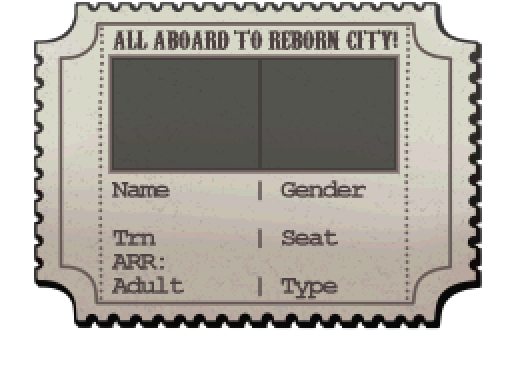 ALL ABOARD TO REBORN CITY!
Name | Gender
Trn | Seat
ARR:
Adult | Type